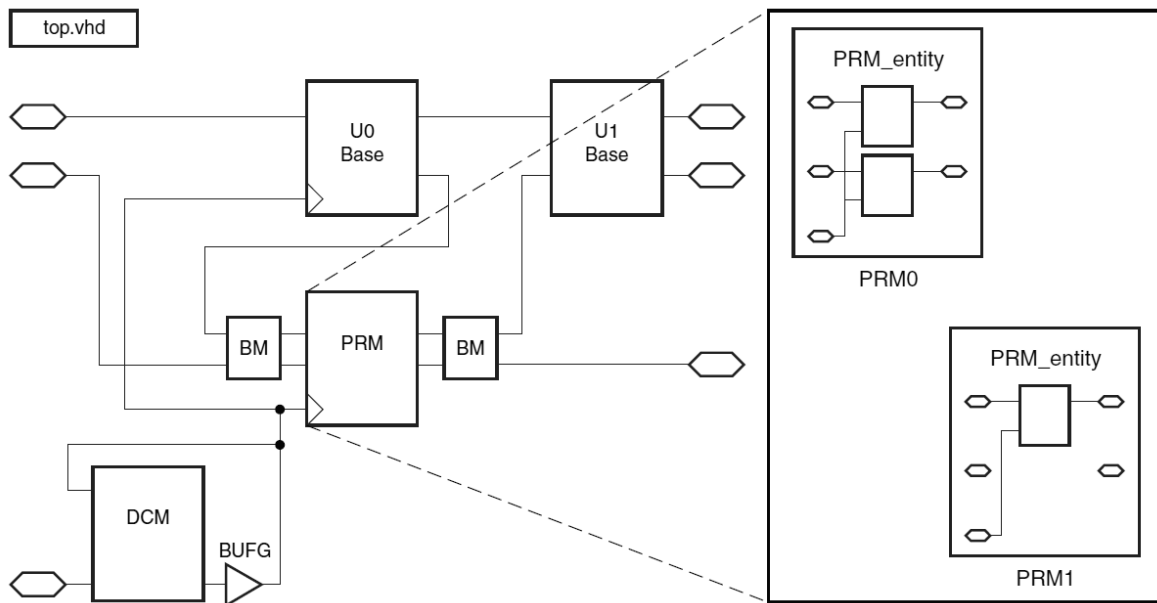 top.vhd
U0
Base
U1
Base
BM
PRM
BM
DCM
BUFG
PRM_entity
PRM0
PRM_entity
PRM1